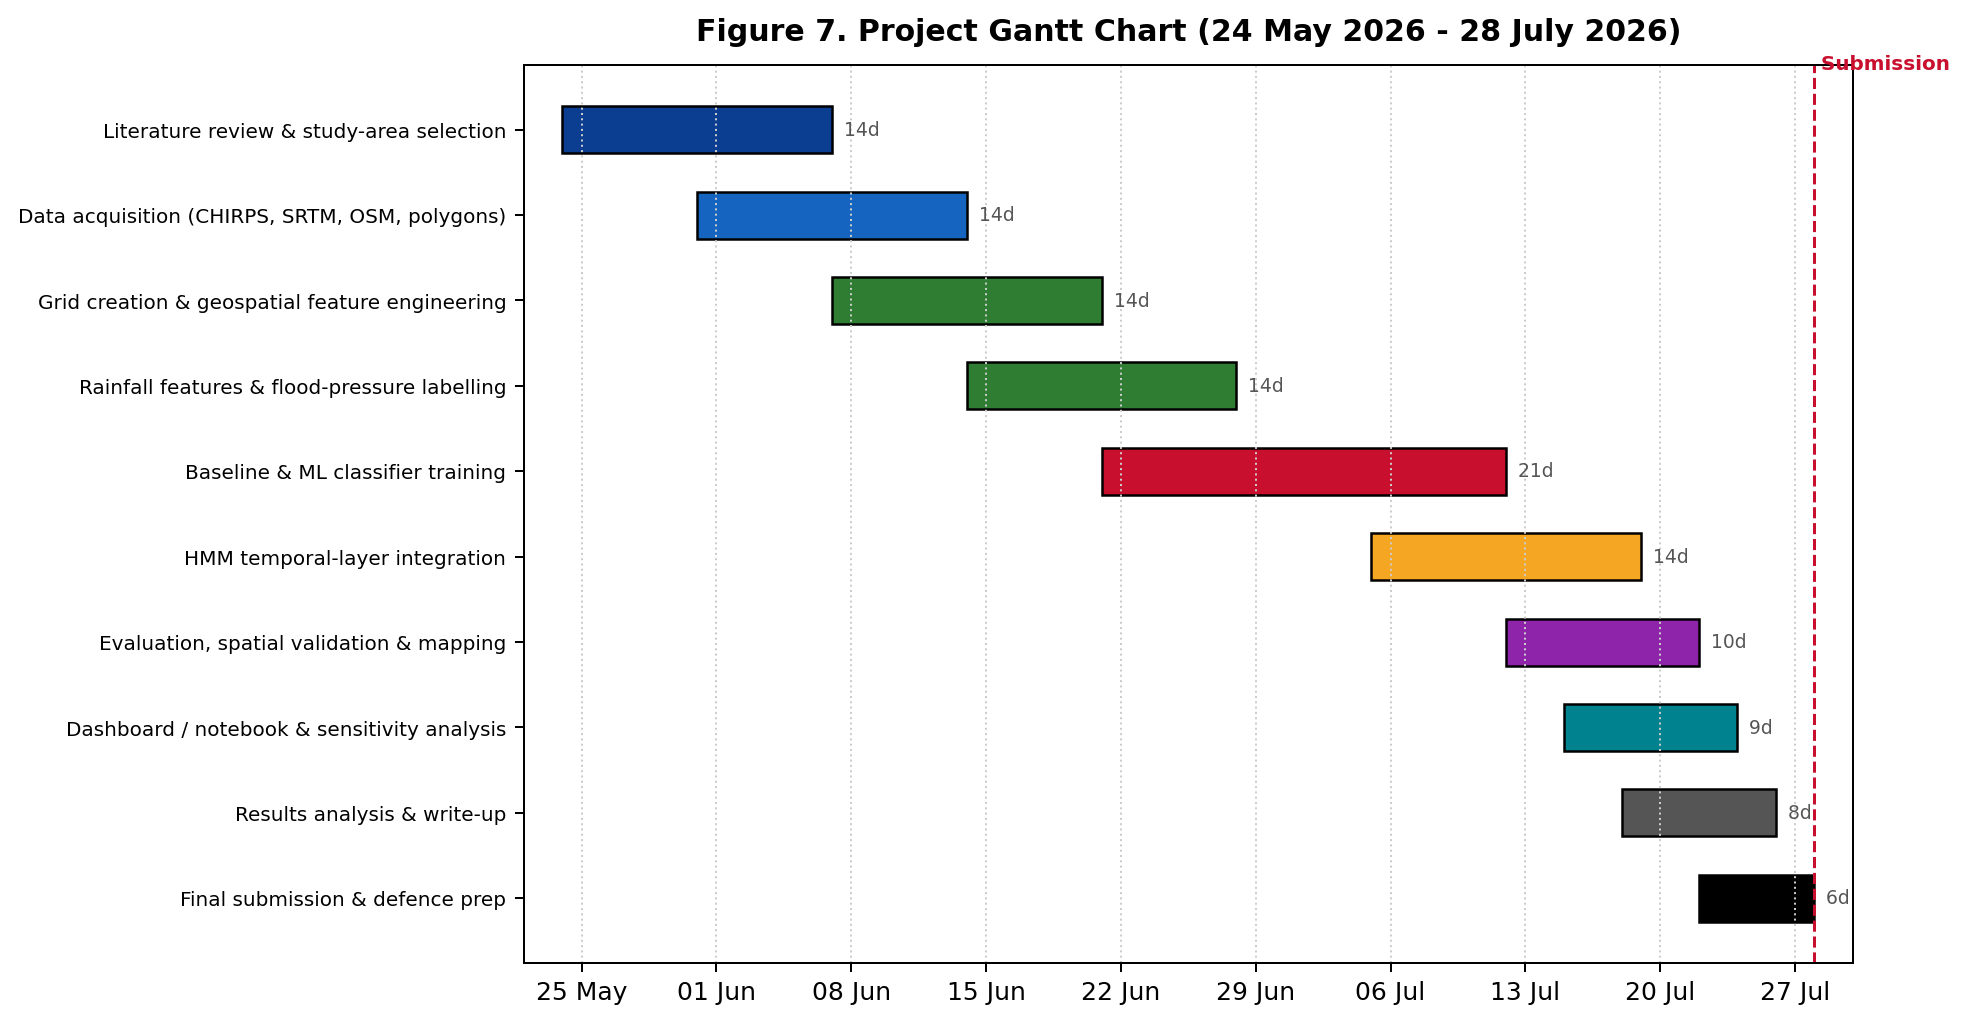 Figure 7. Project Gantt Chart (24 May 2026 - 28 July 2026)
Submission
Literature review & study-area selection
14d
Data acquisition (CHIRPS, SRTM, OSM, polygons)
14d
Grid creation & geospatial feature engineering
14d
Rainfall features & flood-pressure labelling
14d
Baseline & ML classifier training
21d
HMM temporal-layer integration
14d
Evaluation, spatial validation & mapping
10d
Dashboard / notebook & sensitivity analysis
9d
Results analysis & write-up
8d
Final submission & defence prep
6d
25 May 01 Jun 08 Jun 15 Jun 22 Jun 29 Jun 06 Jul 13 Jul 20 Jul 27 Jul